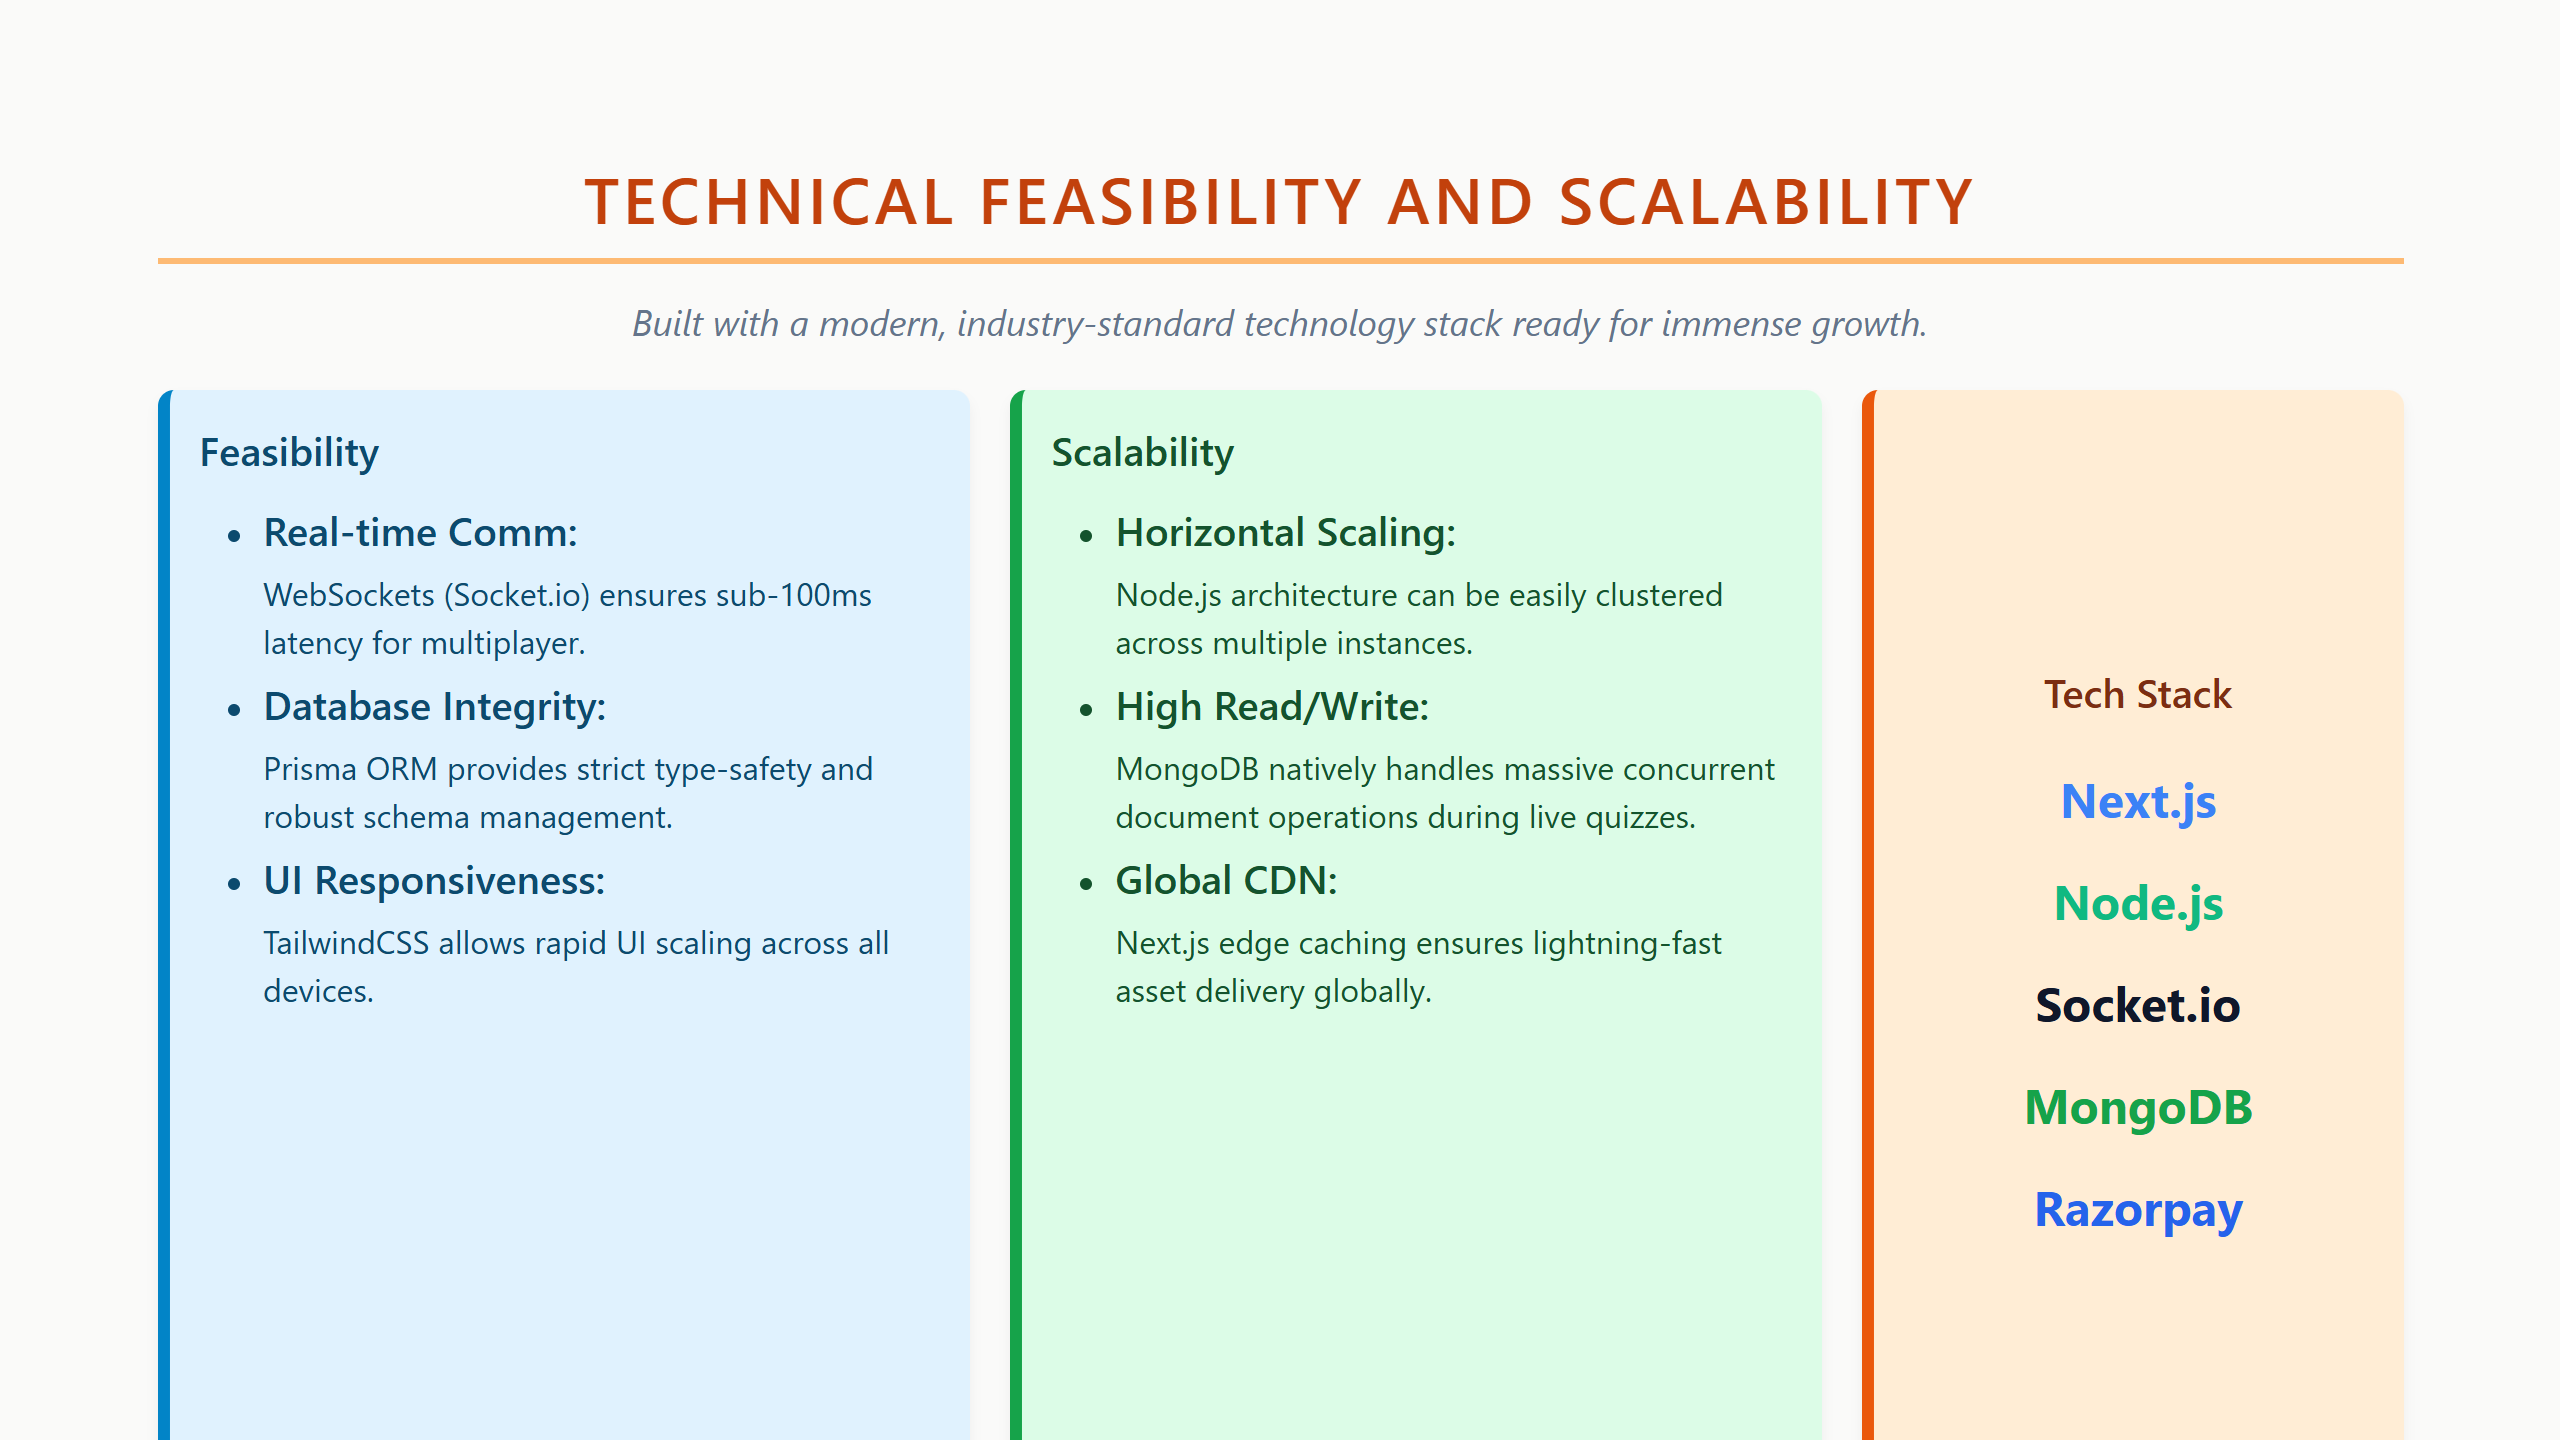 TECHNICAL FEASIBILITY AND SCALABILITY
Built with a modern, industry-standard technology stack ready for immense growth.
Feasibility
• Real-time Comm:
WebSockets (Socket.io) ensures sub-100ms
latency for multiplayer.
• Database Integrity:
Prisma ORM provides strict type-safety and
robust schema management.
• UI Responsiveness:
TailwindCSS allows rapid UI scaling across all
devices.
Scalability
• Horizontal Scaling:
Node.js architecture can be easily clustered
across multiple instances.
• High Read/Write:
MongoDB natively handles massive concurrent
document operations during live quizzes.
• Global CDN:
Next.js edge caching ensures lightning-fast
asset delivery globally.
Tech Stack
Next.js
Node.js
Socket.io
MongoDB
Razorpay